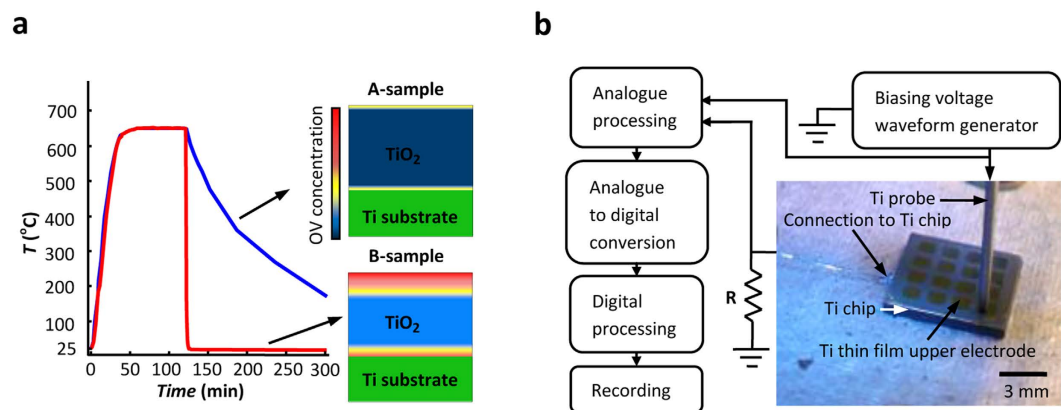 a
700
600
400
300
200
100
25
T (°C)
0
50
100
150
200
250
300
Time (min)
OV concentration
A-sample
TiO2
Ti substrate
B-sample
TiO2
Ti substrate
b
Analogue
processing
Analogue
to digital
conversion
Digital
processing
Recording
R
Biasing voltage
waveform generator
Ti probe
Connection to Ti chip
Ti chip
Ti thin film upper electrode
3 mm